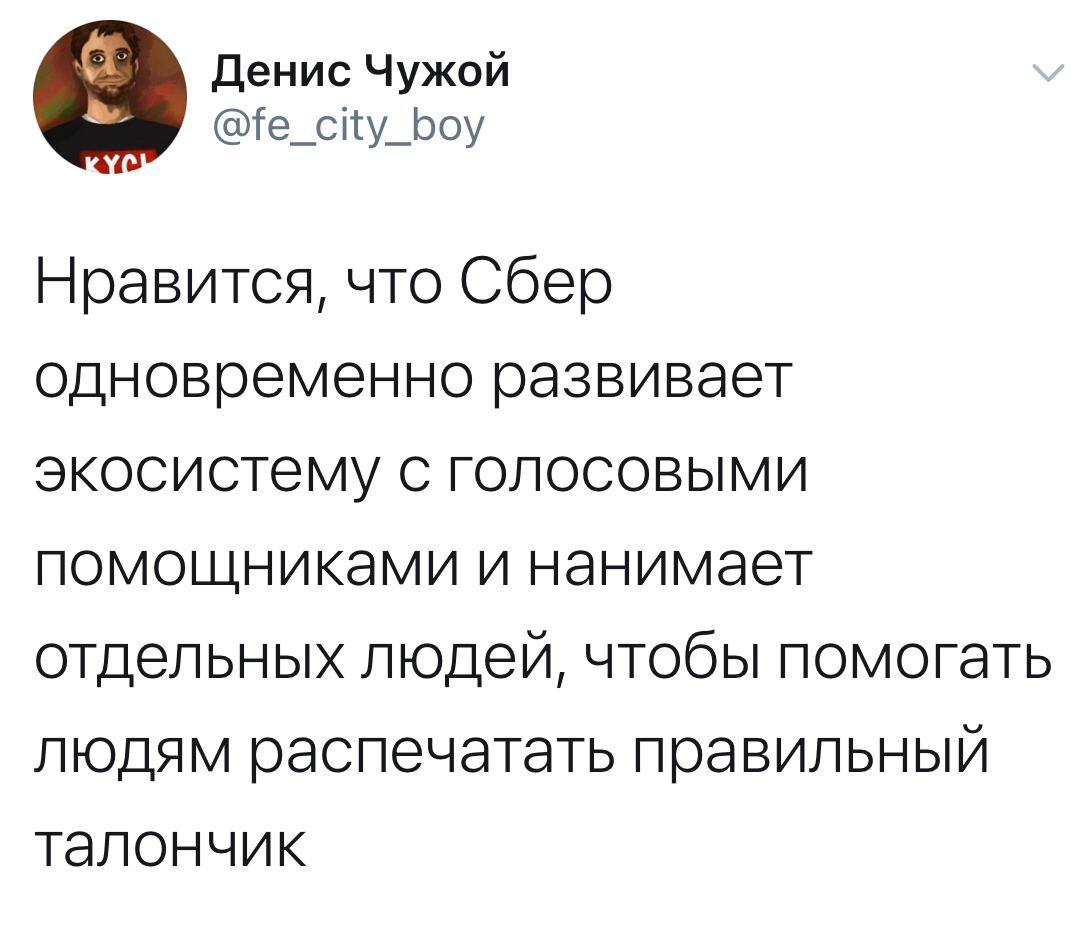 Денис Чужой
@fe_city_boy
КУСЬ
Нравится, что Сбер
одновременно развивает
экосистему с голосовыми
помощниками и нанимает
отдельных людей, чтобы помогать
людям распечатать правильный
талончик